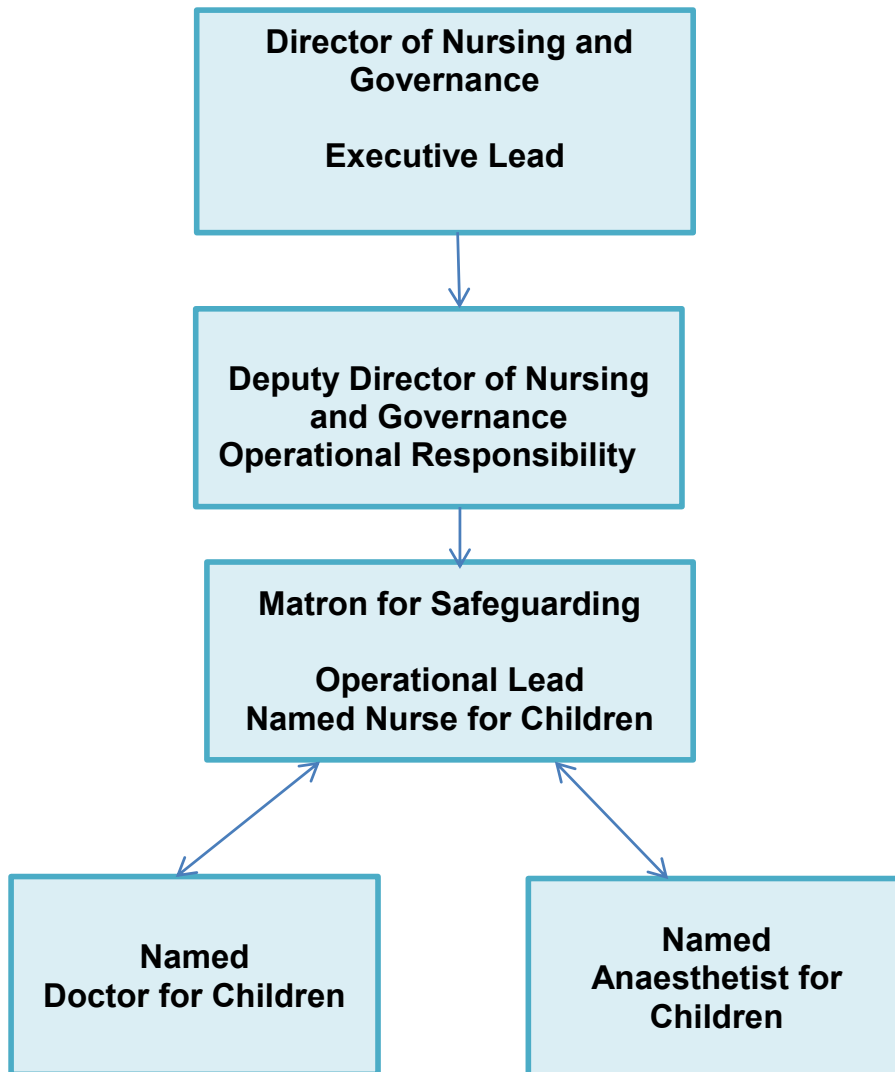 Director of Nursing and
Governance
Executive Lead
Deputy Director of Nursing
and Governance
Operational Responsibility
Matron for Safeguarding
Operational Lead
Named Nurse for Children
Named
Doctor for Children
Named
Anaesthetist for
Children